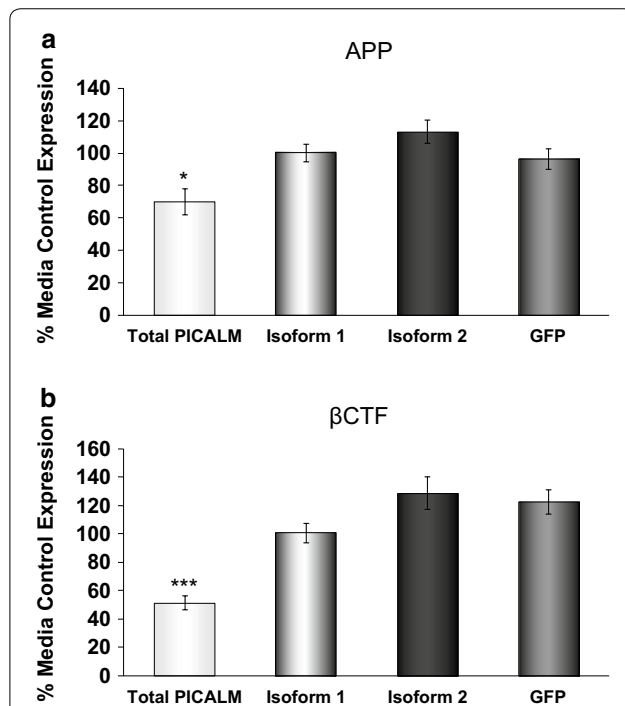 a
APP
% Media Control Expression
140
120
100
80
60
40
20
0
*
Total PICALM Isoform 1 Isoform 2 GFP
b
βCTF
% Media Control Expression
160
140
120
100
80
60
40
20
0
***
Total PICALM Isoform 1 Isoform 2 GFP